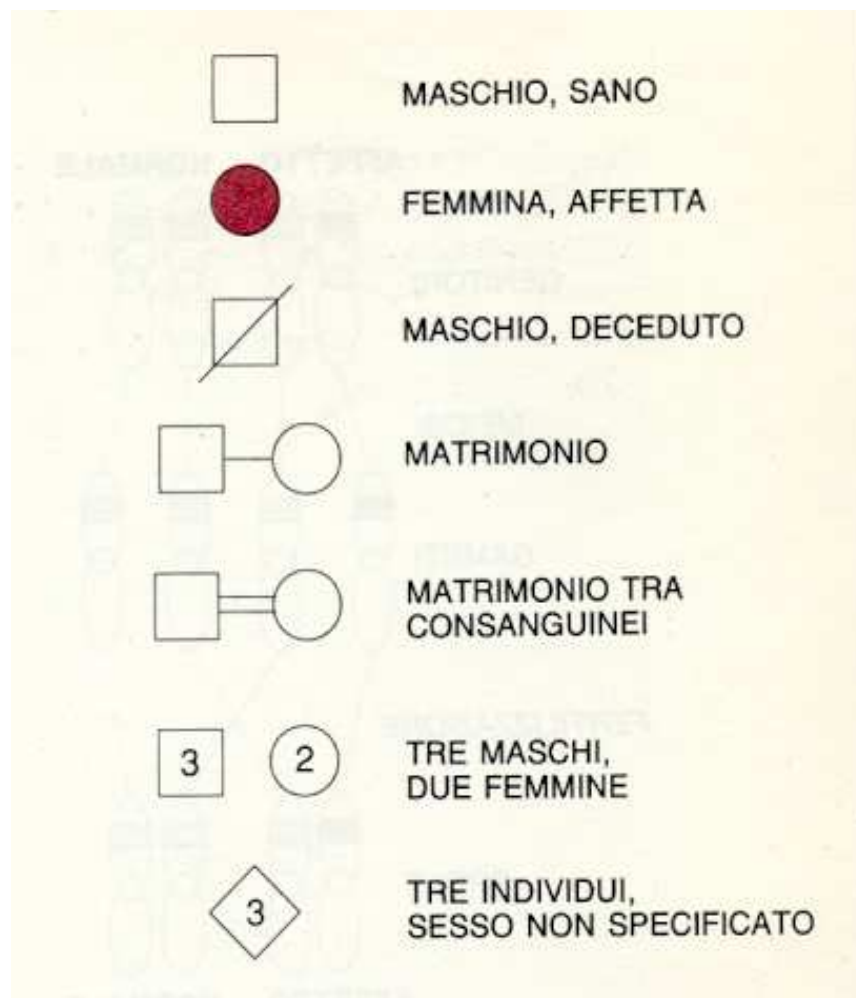 MASCHIO, SANO
FEMMINA, AFFETTA
MASCHIO, DECEDUTO
MATRIMONIO
MATRIMONIO TRA
CONSANGUINEI
3 2 TRE MASCHI,
DUE FEMMINE
3 TRE INDIVIDUI,
SESSO NON SPECIFICATO